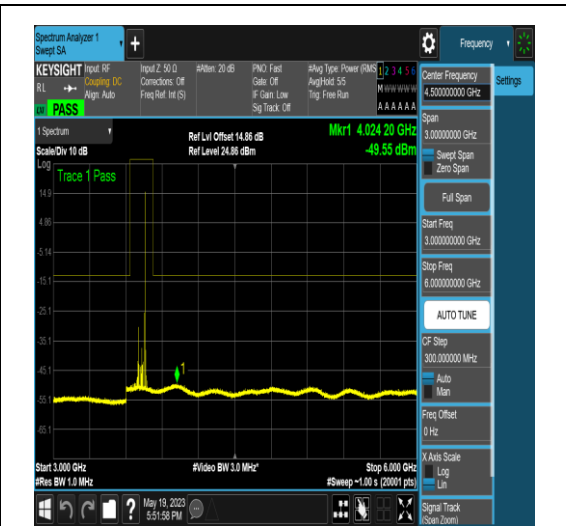 Spectrum Analyzer 1
Swept SA
+
Frequency
KEYSIGHT
RL
PASS
Input: RF
Coupling: DC
Align: Auto
Input Z: 50 Ω
Corrections: Off
Freq Ref: Int (S)
#Atten: 20 dB
PNO: Fast
Gate: Off
IF Gain: Low
Sig Track: Off
#Avg Type: Power (RMS
Avg|Hold: 5/5
Trig: Free Run
1 2 3 4 5 6
M W W W W W
A A A A A A
Center Frequency
4.500000000 GHz
Settings
1 Spectrum
Scale/Div 10 dB
Ref Lvl Offset 14.86 dB
Ref Level 24.86 dBm
Mkr1 4.024 20 GHz
-49.55 dBm
Span
3.00000000 GHz
Swept Span
Zero Span
Full Span
Start Freq
3.000000000 GHz
Stop Freq
6.000000000 GHz
AUTO TUNE
CF Step
300.000000 MHz
Auto
Man
Freq Offset
0 Hz
X Axis Scale
Log
Lin
Signal Track
(Span Zoom)
Log
Trace 1 Pass
14.9
4.86
-5.14
-15.1
-25.1
-35.1
-45.1
-55.1
-65.1
1
Start 3.000 GHz
#Res BW 1.0 MHz
#Video BW 3.0 MHz*
Stop 6.000 GHz
#Sweep ~1.00 s (20001 pts)
?
May 19, 2023
5:51:58 PM